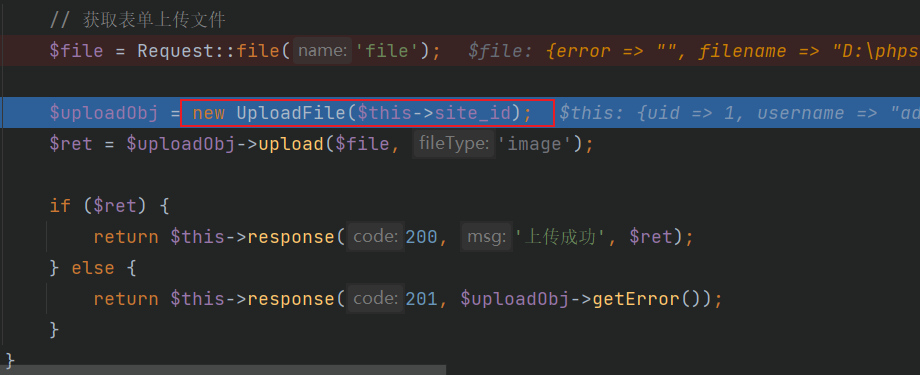 // 获取表单上传文件
$file = Request::file( name: 'file');   $file: {error => "", filename => "D:\phps
$uploadObj = new UploadFile($this->site_id);   $this: {uid => 1, username => "ad
$ret = $uploadObj->upload($file, fileType: 'image');
if ($ret) {
return $this->response( code: 200, msg: '上传成功', $ret);
} else {
return $this->response( code: 201, $uploadObj->getError());
}
}